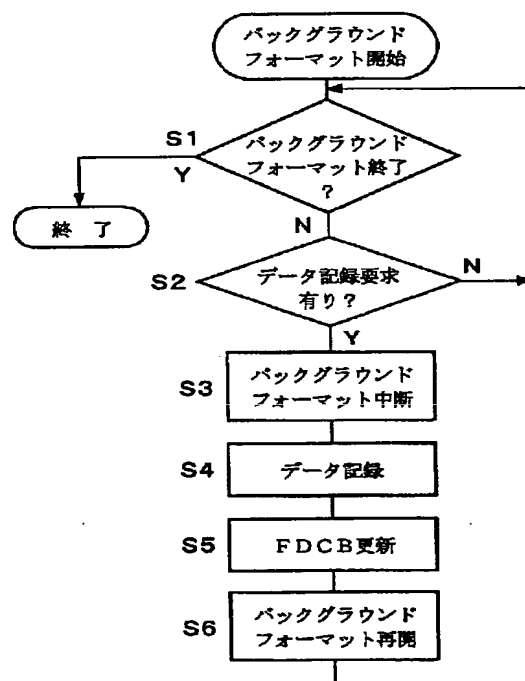 バックグラウンド
フォーマット開始
S1
バックグラウンド
フォーマット終了
?
Y
終 了
N
S2
データ記録要求
有り?
N
Y
S3
バックグラウンド
フォーマット中断
S4
データ記録
S5
FDCB更新
S6
バックグラウンド
フォーマット再開